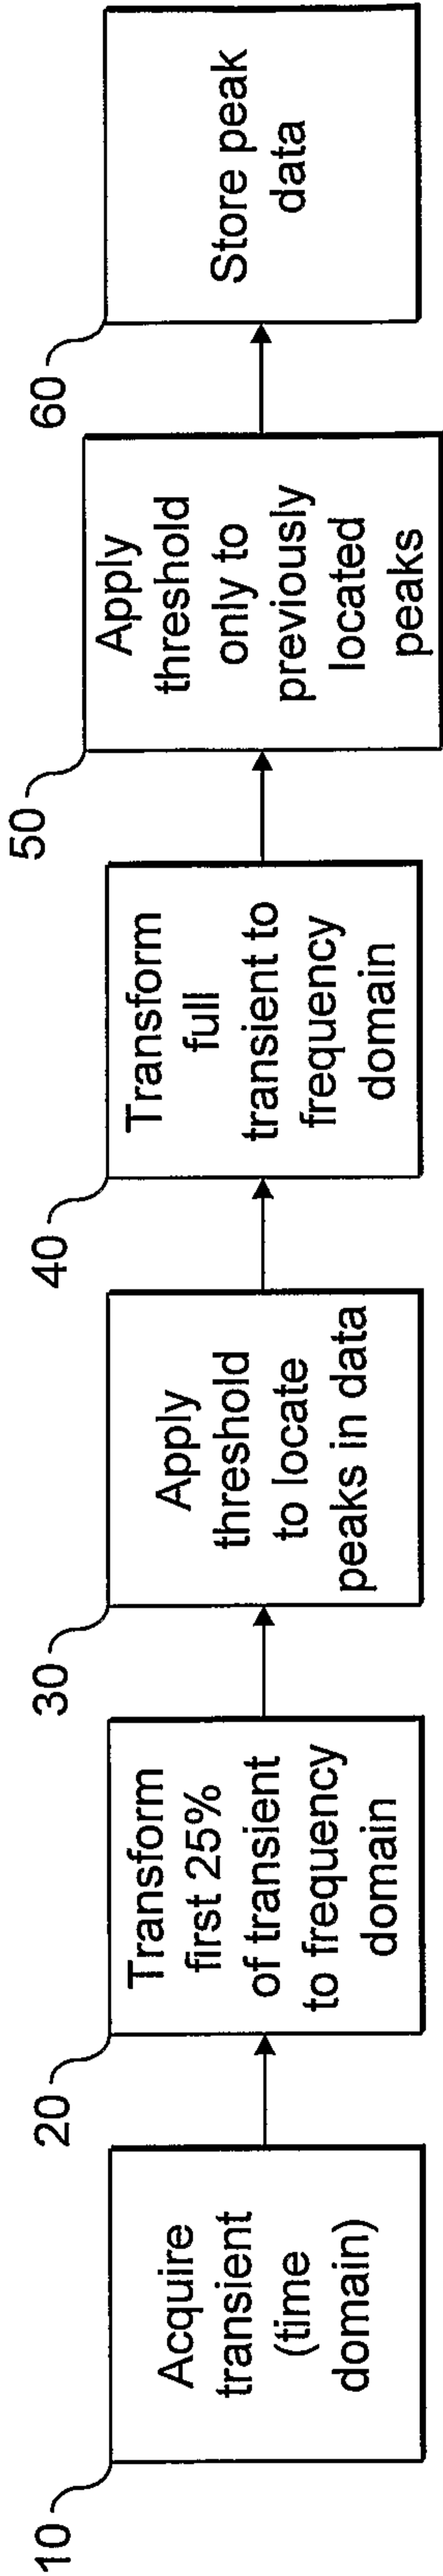 10
Acquire
transient
(time
domain)
20
Transform
first 25%
of transient
to frequency
domain
30
Apply
threshold
to locate
peaks in data
40
Transform
full
transient to
frequency
domain
50
Apply
threshold
only to
previously
located
peaks
60
Store peak
data